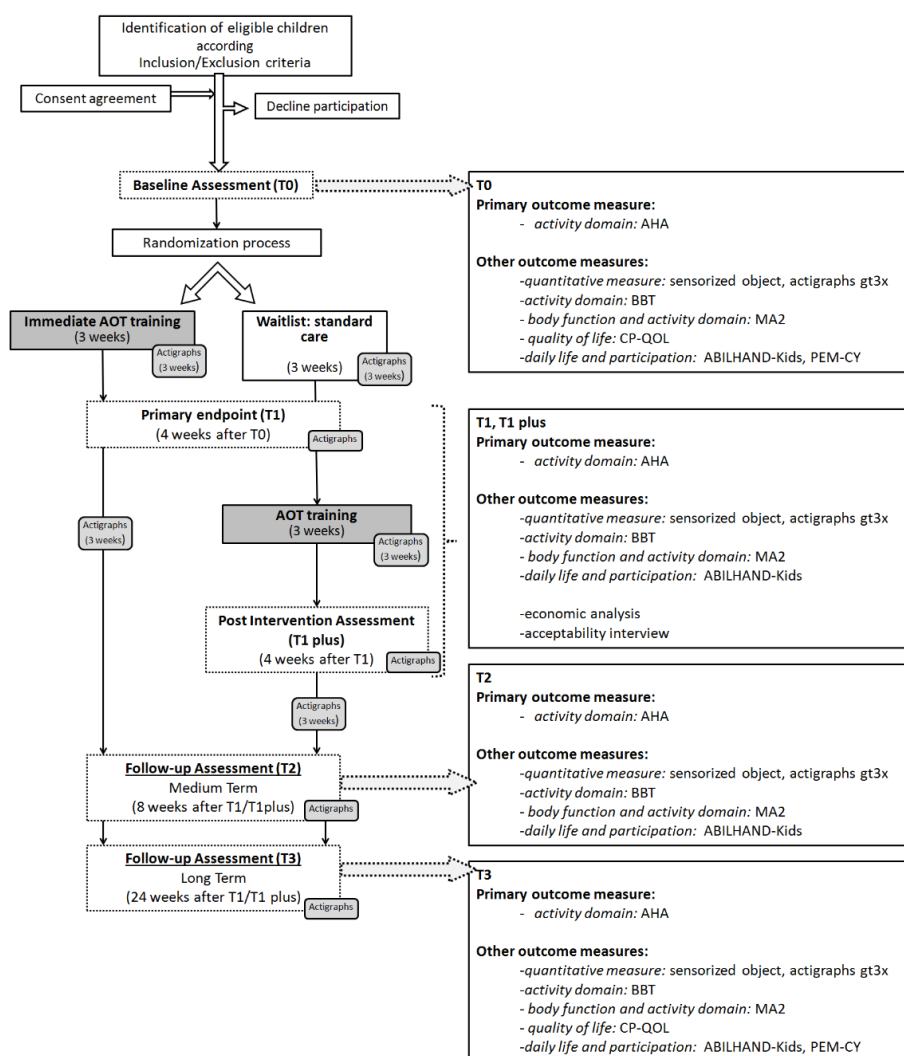 Identification of eligible children
according
Inclusion/Exclusion criteria
Consent agreement
Decline participation
Baseline Assessment (T0)
Randomization process
Immediate AOT training
(3 weeks)
Actigraphs
(3 weeks)
Waitlist: standard
care
(3 weeks)
Actigraphs
(3 weeks)
Primary endpoint (T1)
(4 weeks after T0)
Actigraphs
Actigraphs
(3 weeks)
AOT training
(3 weeks)
Actigraphs
(3 weeks)
Post Intervention Assessment
(T1 plus)
(4 weeks after T1)
Actigraphs
Actigraphs
(3 weeks)
Follow-up Assessment (T2)
Medium Term
(8 weeks after T1/T1plus)
Actigraphs
Follow-up Assessment (T3)
Long Term
(24 weeks after T1/T1 plus)
Actigraphs
T0
Primary outcome measure:
- activity domain: AHA
Other outcome measures:
-quantitative measure: sensorized object, actigraphs gt3x
-activity domain: BBT
- body function and activity domain: MA2
- quality of life: CP-QOL
-daily life and participation: ABILHAND-Kids, PEM-CY
T1, T1 plus
Primary outcome measure:
- activity domain: AHA
Other outcome measures:
-quantitative measure: sensorized object, actigraphs gt3x
-activity domain: BBT
- body function and activity domain: MA2
-daily life and participation: ABILHAND-Kids
-economic analysis
-acceptability interview
T2
Primary outcome measure:
- activity domain: AHA
Other outcome measures:
-quantitative measure: sensorized object, actigraphs gt3x
-activity domain: BBT
- body function and activity domain: MA2
-daily life and participation: ABILHAND-Kids
T3
Primary outcome measure:
- activity domain: AHA
Other outcome measures:
-quantitative measure: sensorized object, actigraphs gt3x
-activity domain: BBT
- body function and activity domain: MA2
- quality of life: CP-QOL
-daily life and participation: ABILHAND-Kids, PEM-CY